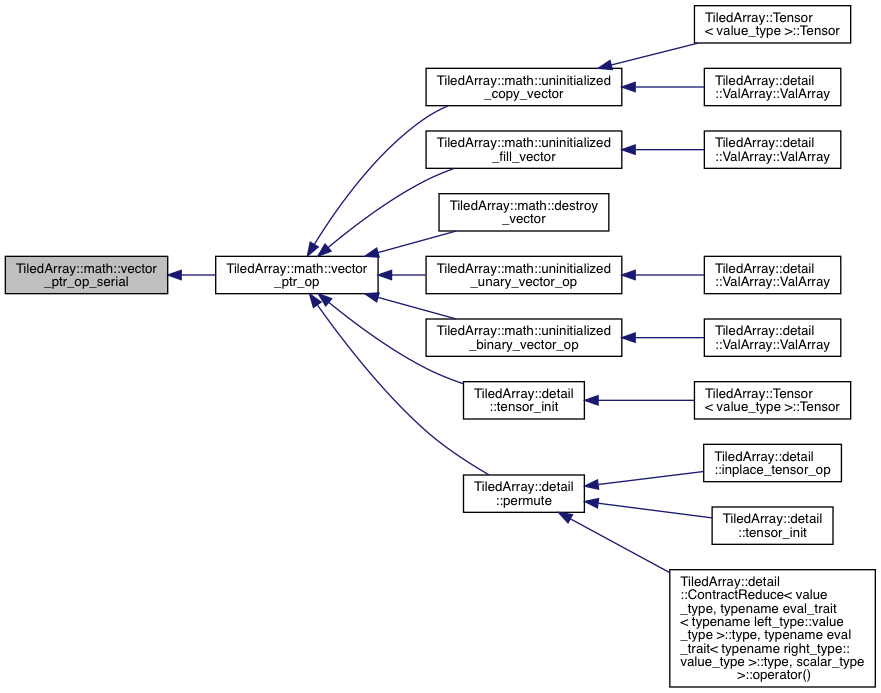 TiledArray::math::vector
_ptr_op_serial
TiledArray::math::vector
_ptr_op
TiledArray::math::uninitialized
_copy_vector
TiledArray::Tensor
< value_type >::Tensor
TiledArray::detail
::ValArray::ValArray
TiledArray::math::uninitialized
_fill_vector
TiledArray::detail
::ValArray::ValArray
TiledArray::math::destroy
_vector
TiledArray::math::uninitialized
_unary_vector_op
TiledArray::detail
::ValArray::ValArray
TiledArray::math::uninitialized
_binary_vector_op
TiledArray::detail
::ValArray::ValArray
TiledArray::detail
::tensor_init
TiledArray::Tensor
< value_type >::Tensor
TiledArray::detail
::permute
TiledArray::detail
::inplace_tensor_op
TiledArray::detail
::tensor_init
TiledArray::detail
::ContractReduce< value
_type, typename eval_trait
< typename left_type::value
_type >::type, typename eval
_trait< typename right_type::
value_type >::type, scalar_type
>::operator()